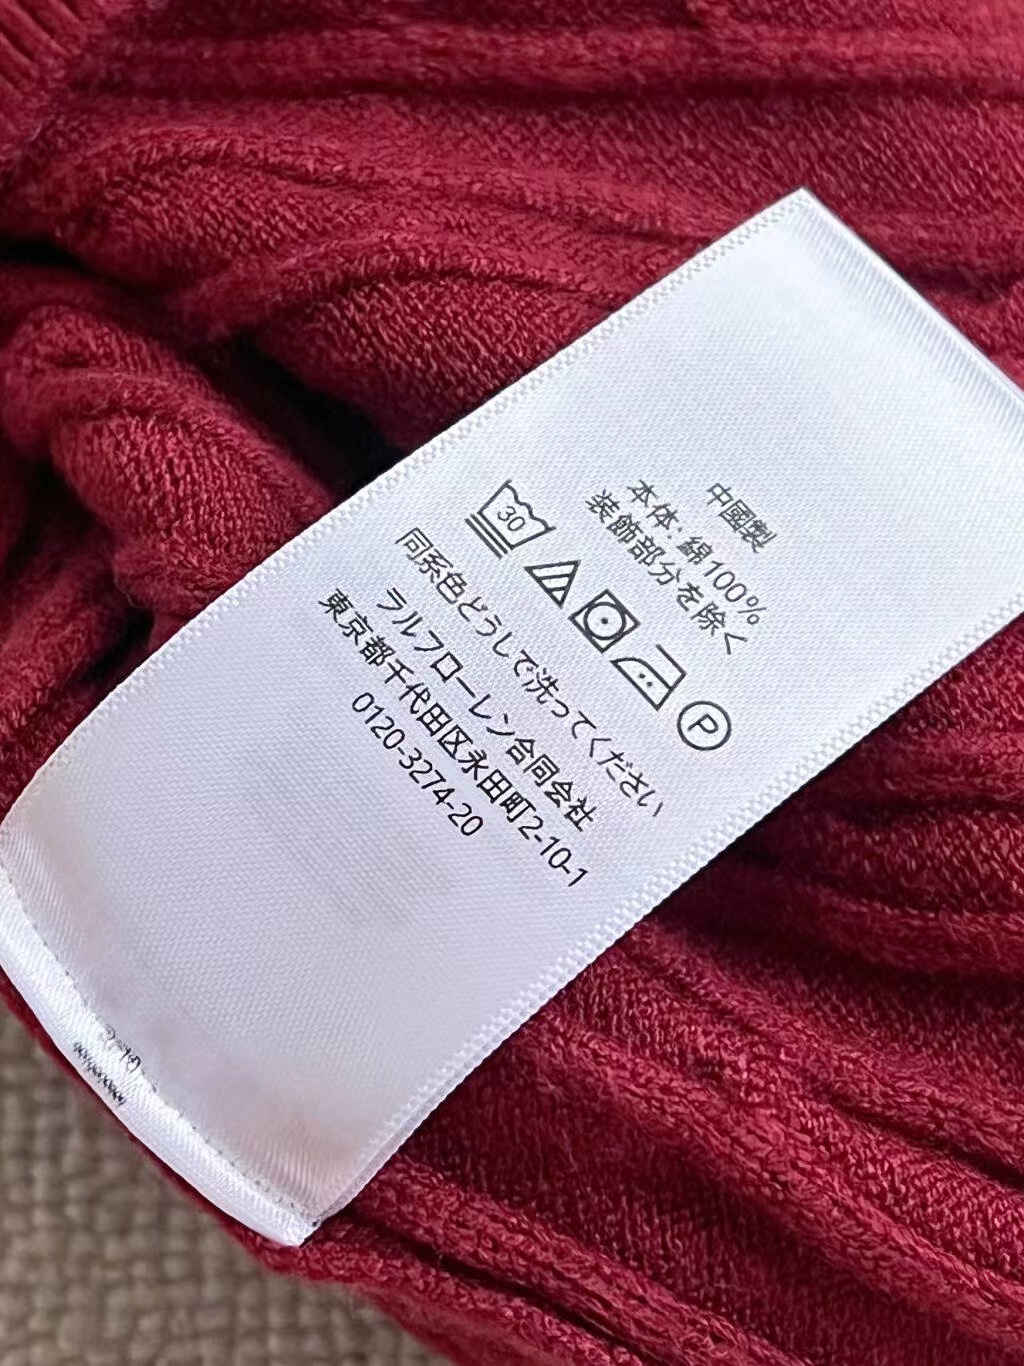 中國製
本体: 綿100%
装飾部分を除く
30
P
同系色どうしで洗ってください
ラルフローレン合同会社
東京都千代田区永田町2-10-1
0120-3274-20